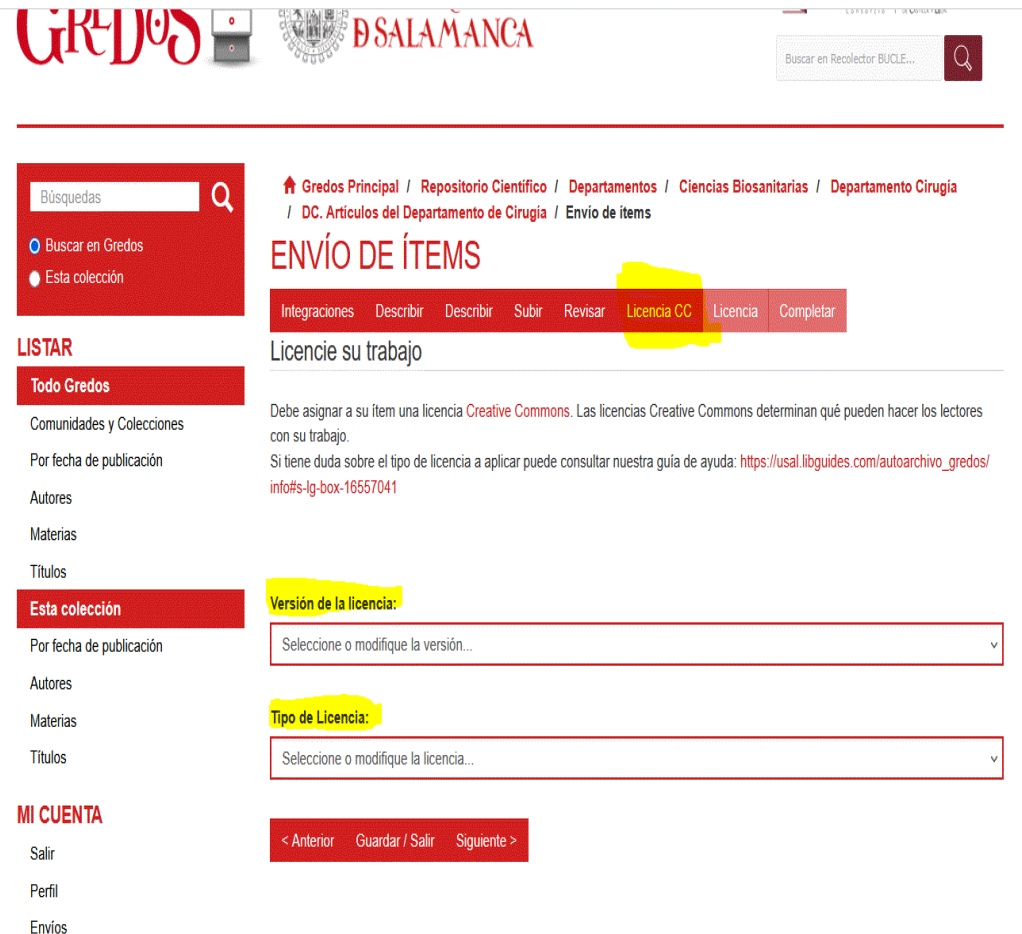 GREDOS
D SALAMANCA
Buscar en Recolector BUCLE...
Búsquedas
Buscar en Gredos
Esta colección
LISTAR
Todo Gredos
Comunidades y Colecciones
Por fecha de publicación
Autores
Materias
Títulos
Esta colección
Por fecha de publicación
Autores
Materias
Títulos
MI CUENTA
Salir
Perfil
Envíos
Gredos Principal / Repositorio Científico / Departamentos / Ciencias Biosanitarias / Departamento Cirugía
/ DC. Artículos del Departamento de Cirugía / Envío de ítems
ENVÍO DE ÍTEMS
Integraciones Describir Describir Subir Revisar Licencia CC Licencia Completar
Licencie su trabajo
Debe asignar a su ítem una licencia Creative Commons. Las licencias Creative Commons determinan qué pueden hacer los lectores
con su trabajo.
Si tiene duda sobre el tipo de licencia a aplicar puede consultar nuestra guía de ayuda: https://usal.libguides.com/autoarchivo_gredos/
info#s-lg-box-16557041
Versión de la licencia:
Seleccione o modifique la versión...
Tipo de Licencia:
Seleccione o modifique la licencia...
< Anterior Guardar / Salir Siguiente >